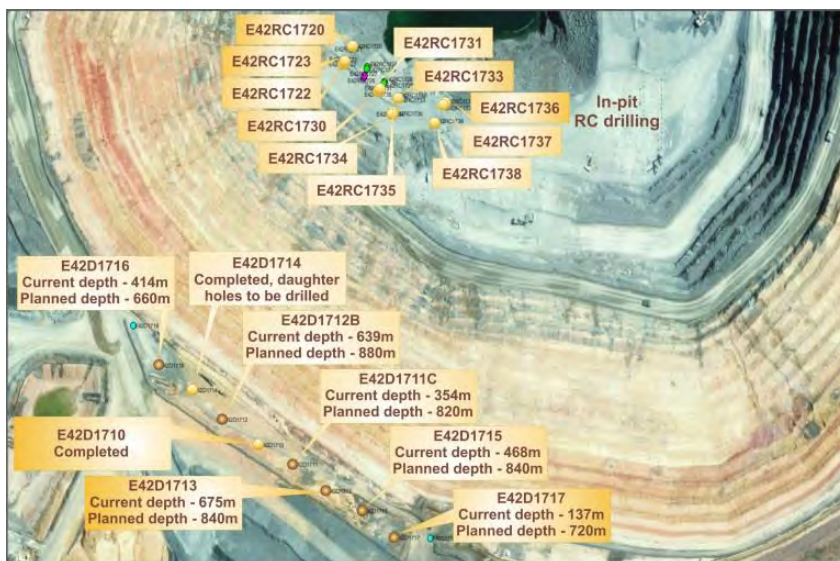 E42RC1720
E42RC1731
E42RC1723
E42RC1733
E42RC1722
E42RC1736
In-pit
RC drilling
E42RC1730
E42RC1737
E42RC1734
E42RC1738
E42RC1735
E42D1716
Current depth - 414m
Planned depth - 660m
E42D1714
Completed, daughter
holes to be drilled
E42D1712B
Current depth - 639m
Planned depth - 880m
E42D1711C
Current depth - 354m
Planned depth - 820m
E42D1710
Completed
E42D1715
Current depth - 468m
Planned depth - 840m
E42D1713
Current depth - 675m
Planned depth - 840m
E42D1717
Current depth - 137m
Planned depth - 720m